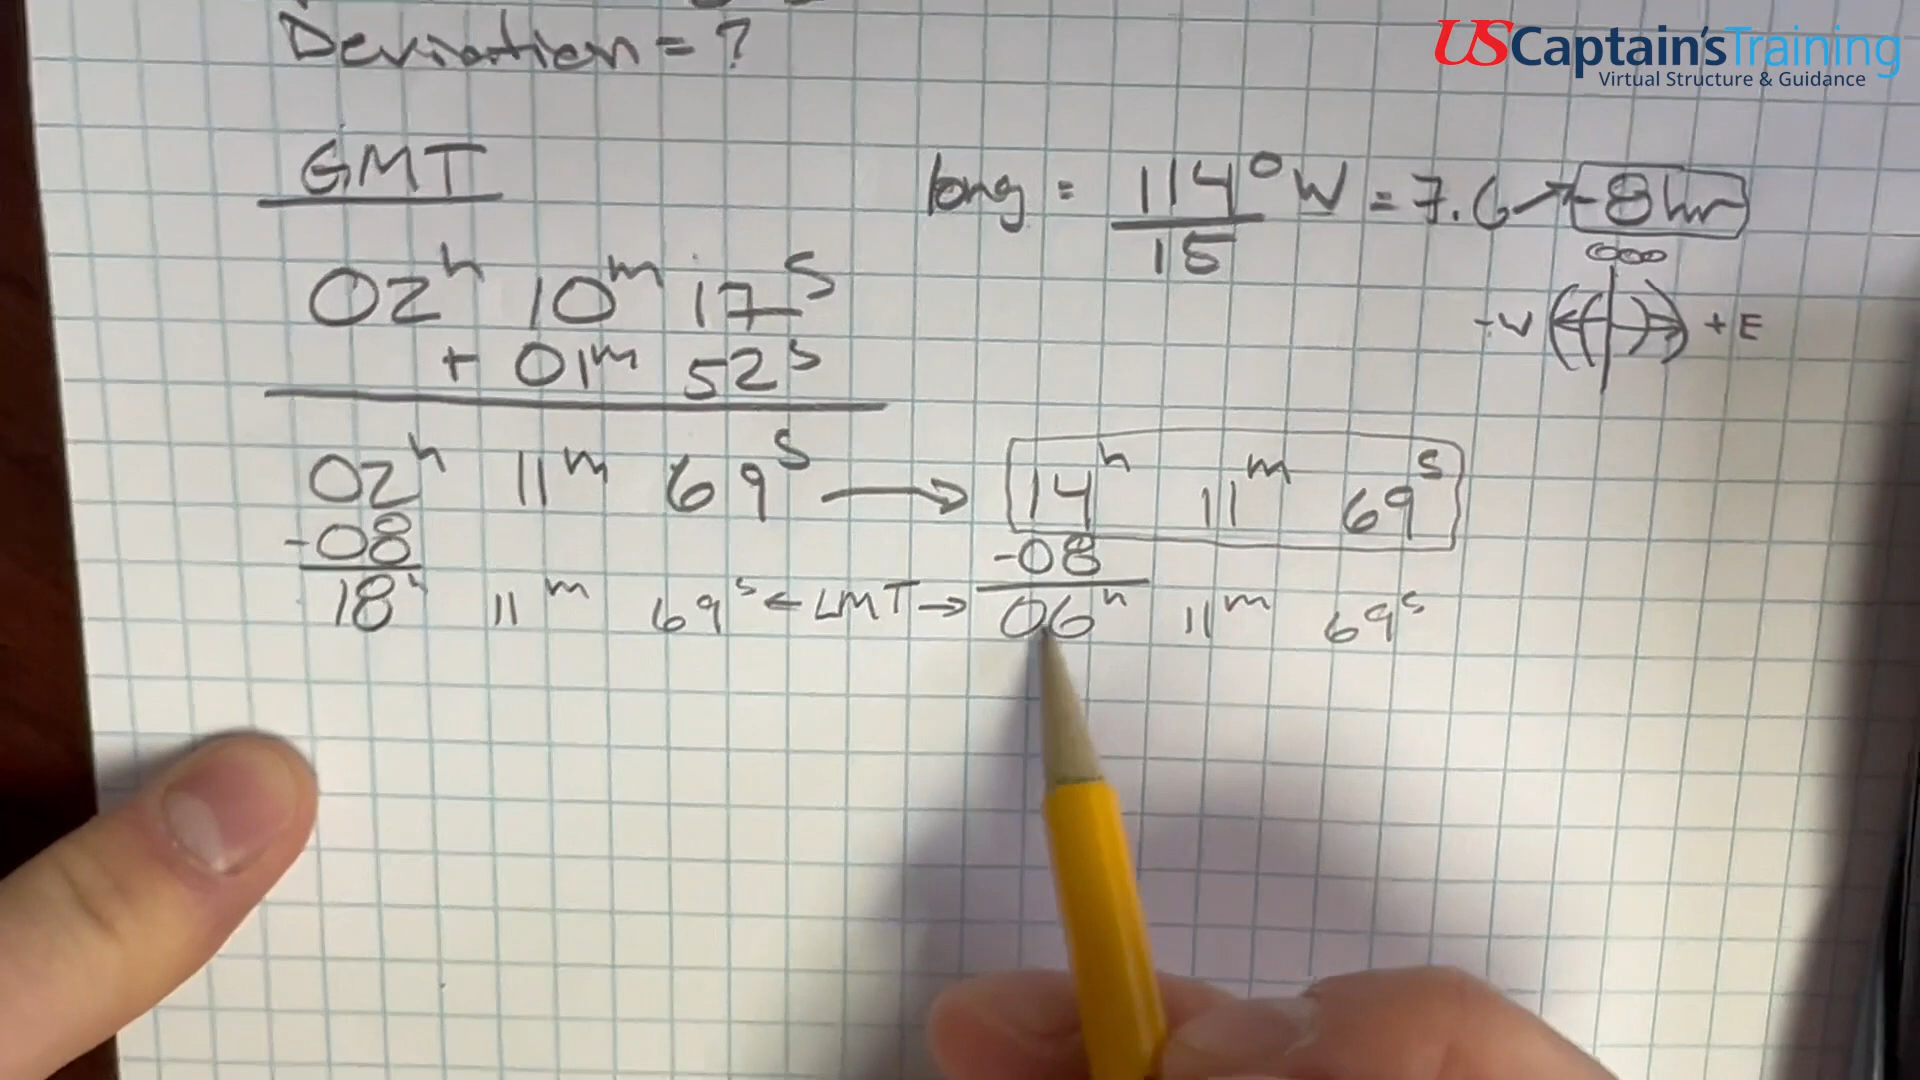 USCaptain'sTraining
Virtual Structure & Guidance
Deviation = ?
GMT
long = 114° W / 15 = 7.6 → -8hr
02h 10m 17s
+ 01m 52s
-W + E
02h 11m 69s → 14h 11m 69s
-08 -08
18h 11m 69s ← LMT → 06h 11m 69s